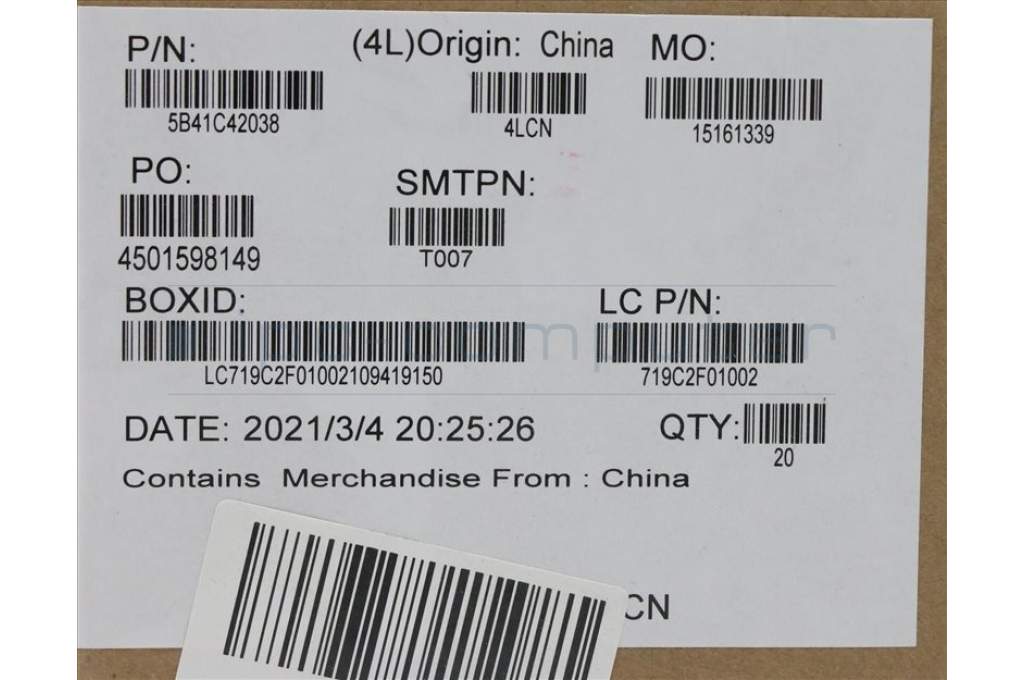 P/N: (4L)Origin: China MO:
5B41C42038 4LCN 15161339
PO: SMTPN:
4501598149 T007
BOXID: LC P/N:
LC719C2F01002109419150 719C2F01002
DATE: 2021/3/4 20:25:26 QTY:
20
Contains Merchandise From : China
CN